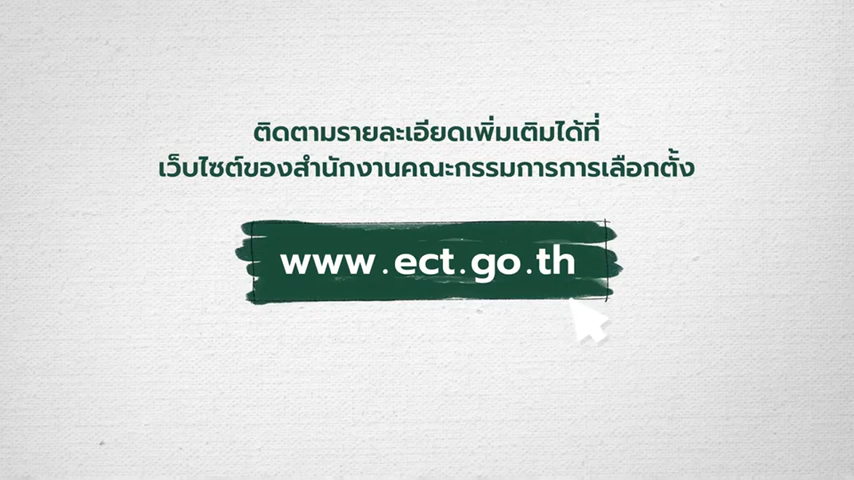 ติดตามรายละเอียดเพิ่มเติมได้ที่
เว็บไซต์ของสำนักงานคณะกรรมการการเลือกตั้ง
www.ect.go.th